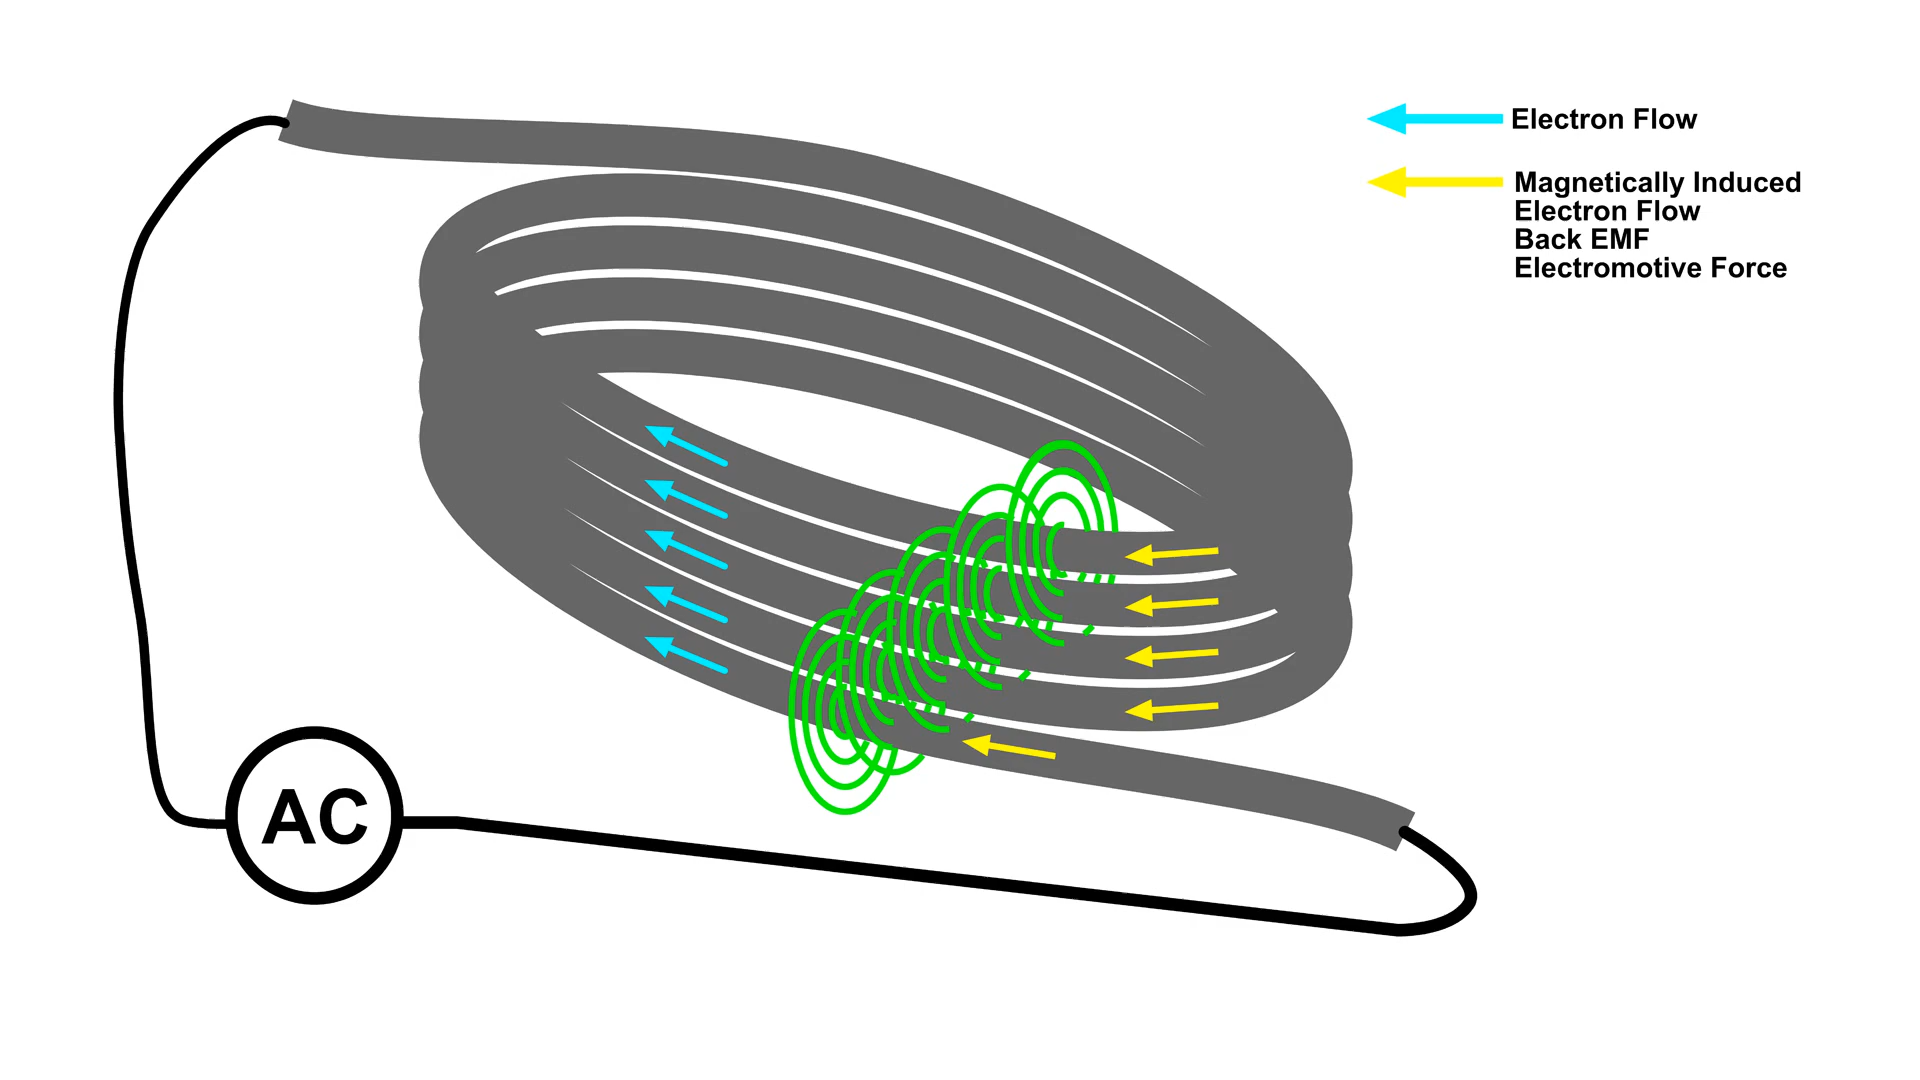 Electron Flow
Magnetically Induced
Electron Flow
Back EMF
Electromotive Force
AC